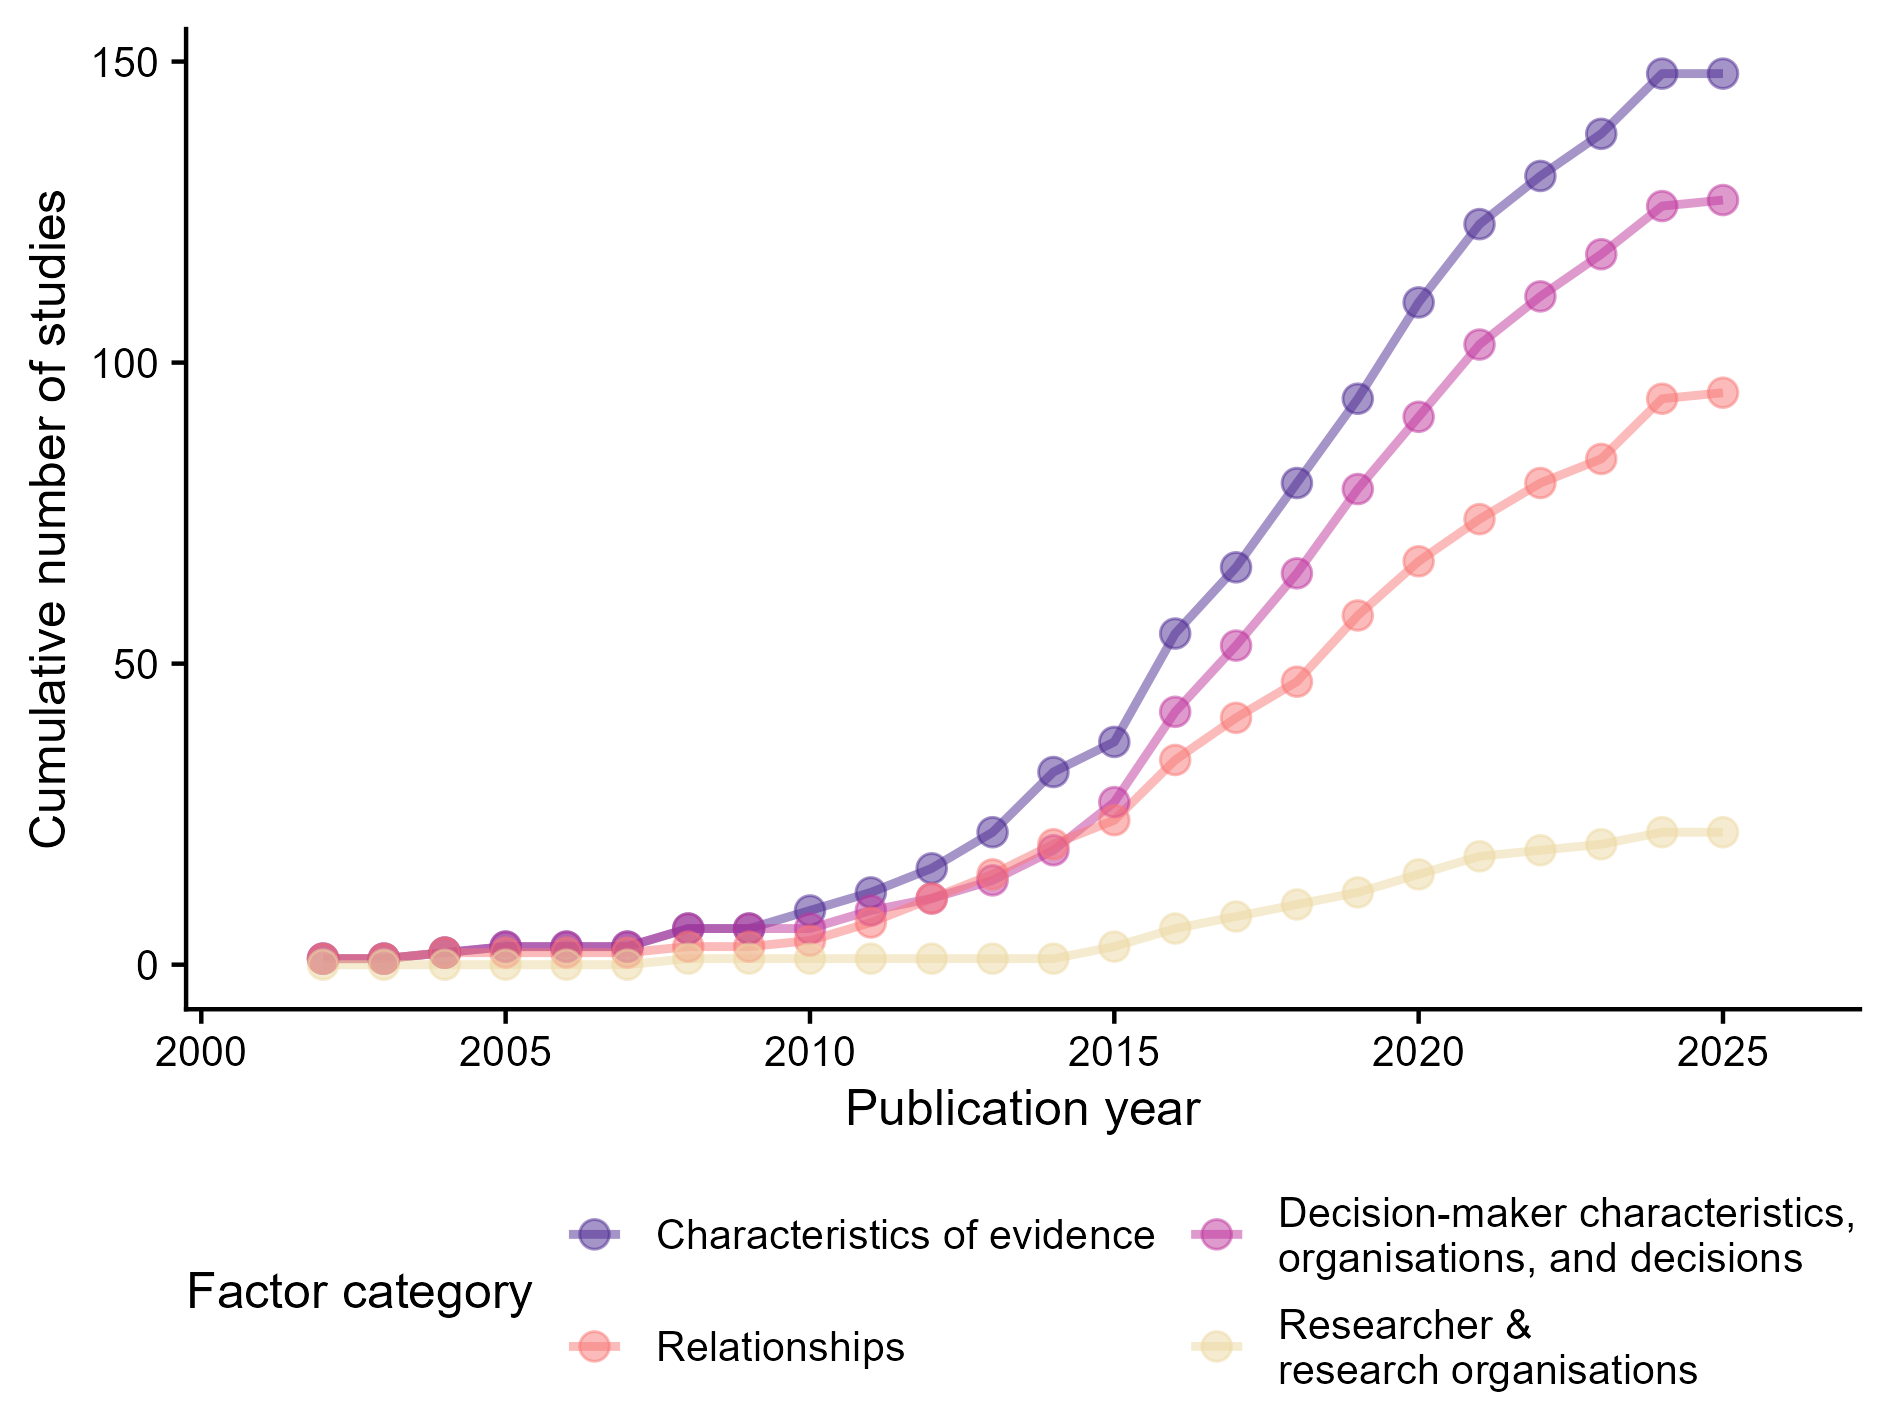 150
100
50
0
Cumulative number of studies
2000 2005 2010 2015 2020 2025
Publication year
Factor category
Characteristics of evidence
Relationships
Decision-maker characteristics,
organisations, and decisions
Researcher &
research organisations